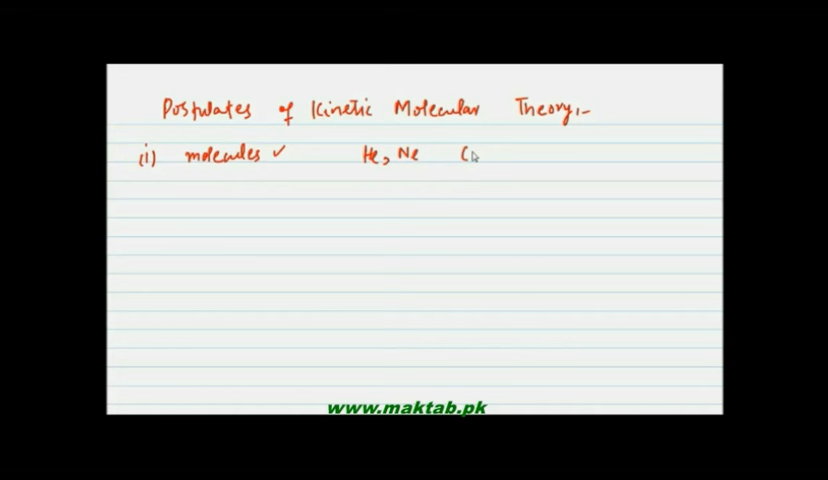 Postulates of Kinetic Molecular Theory,-
(i) molecules ✓ He, Ne (
www.maktab.pk